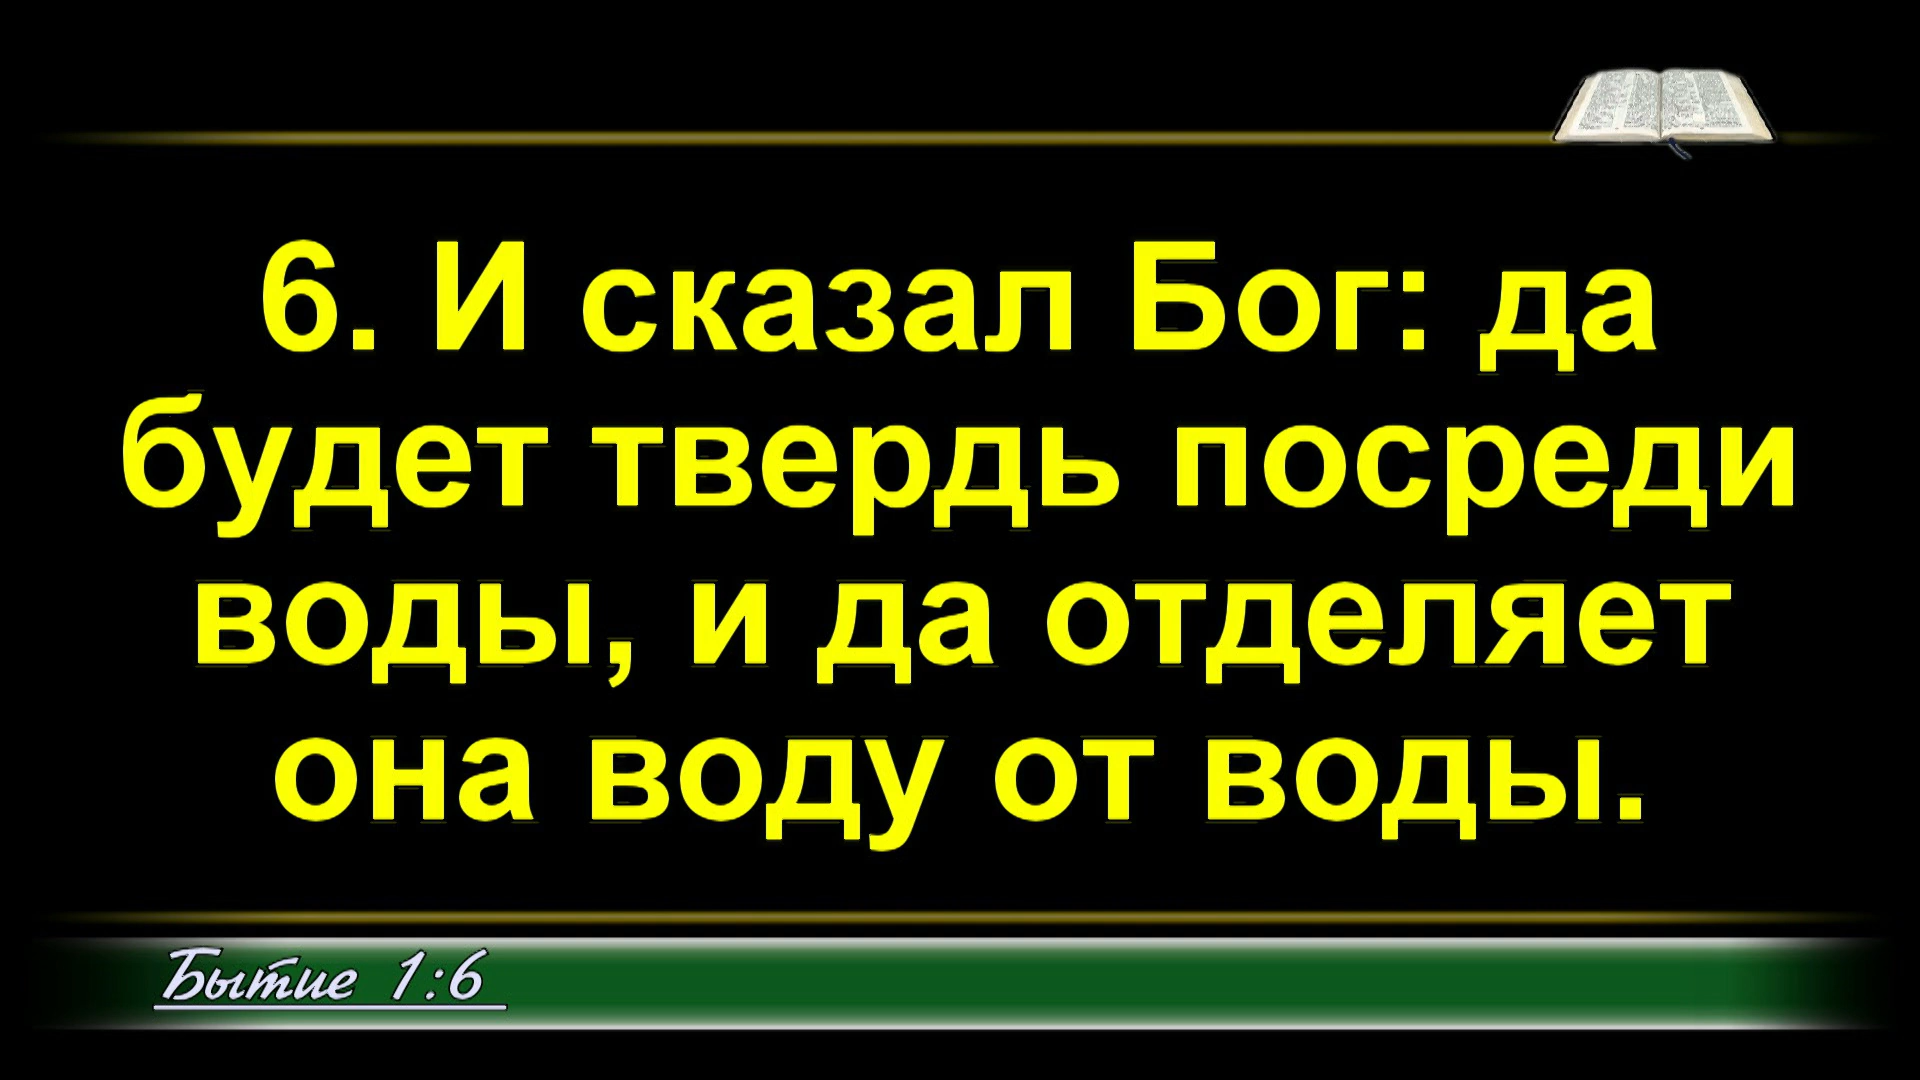 6. И сказал Бог: да
будет твердь посреди
воды, и да отделяет
она воду от воды.
Бытие 1:6